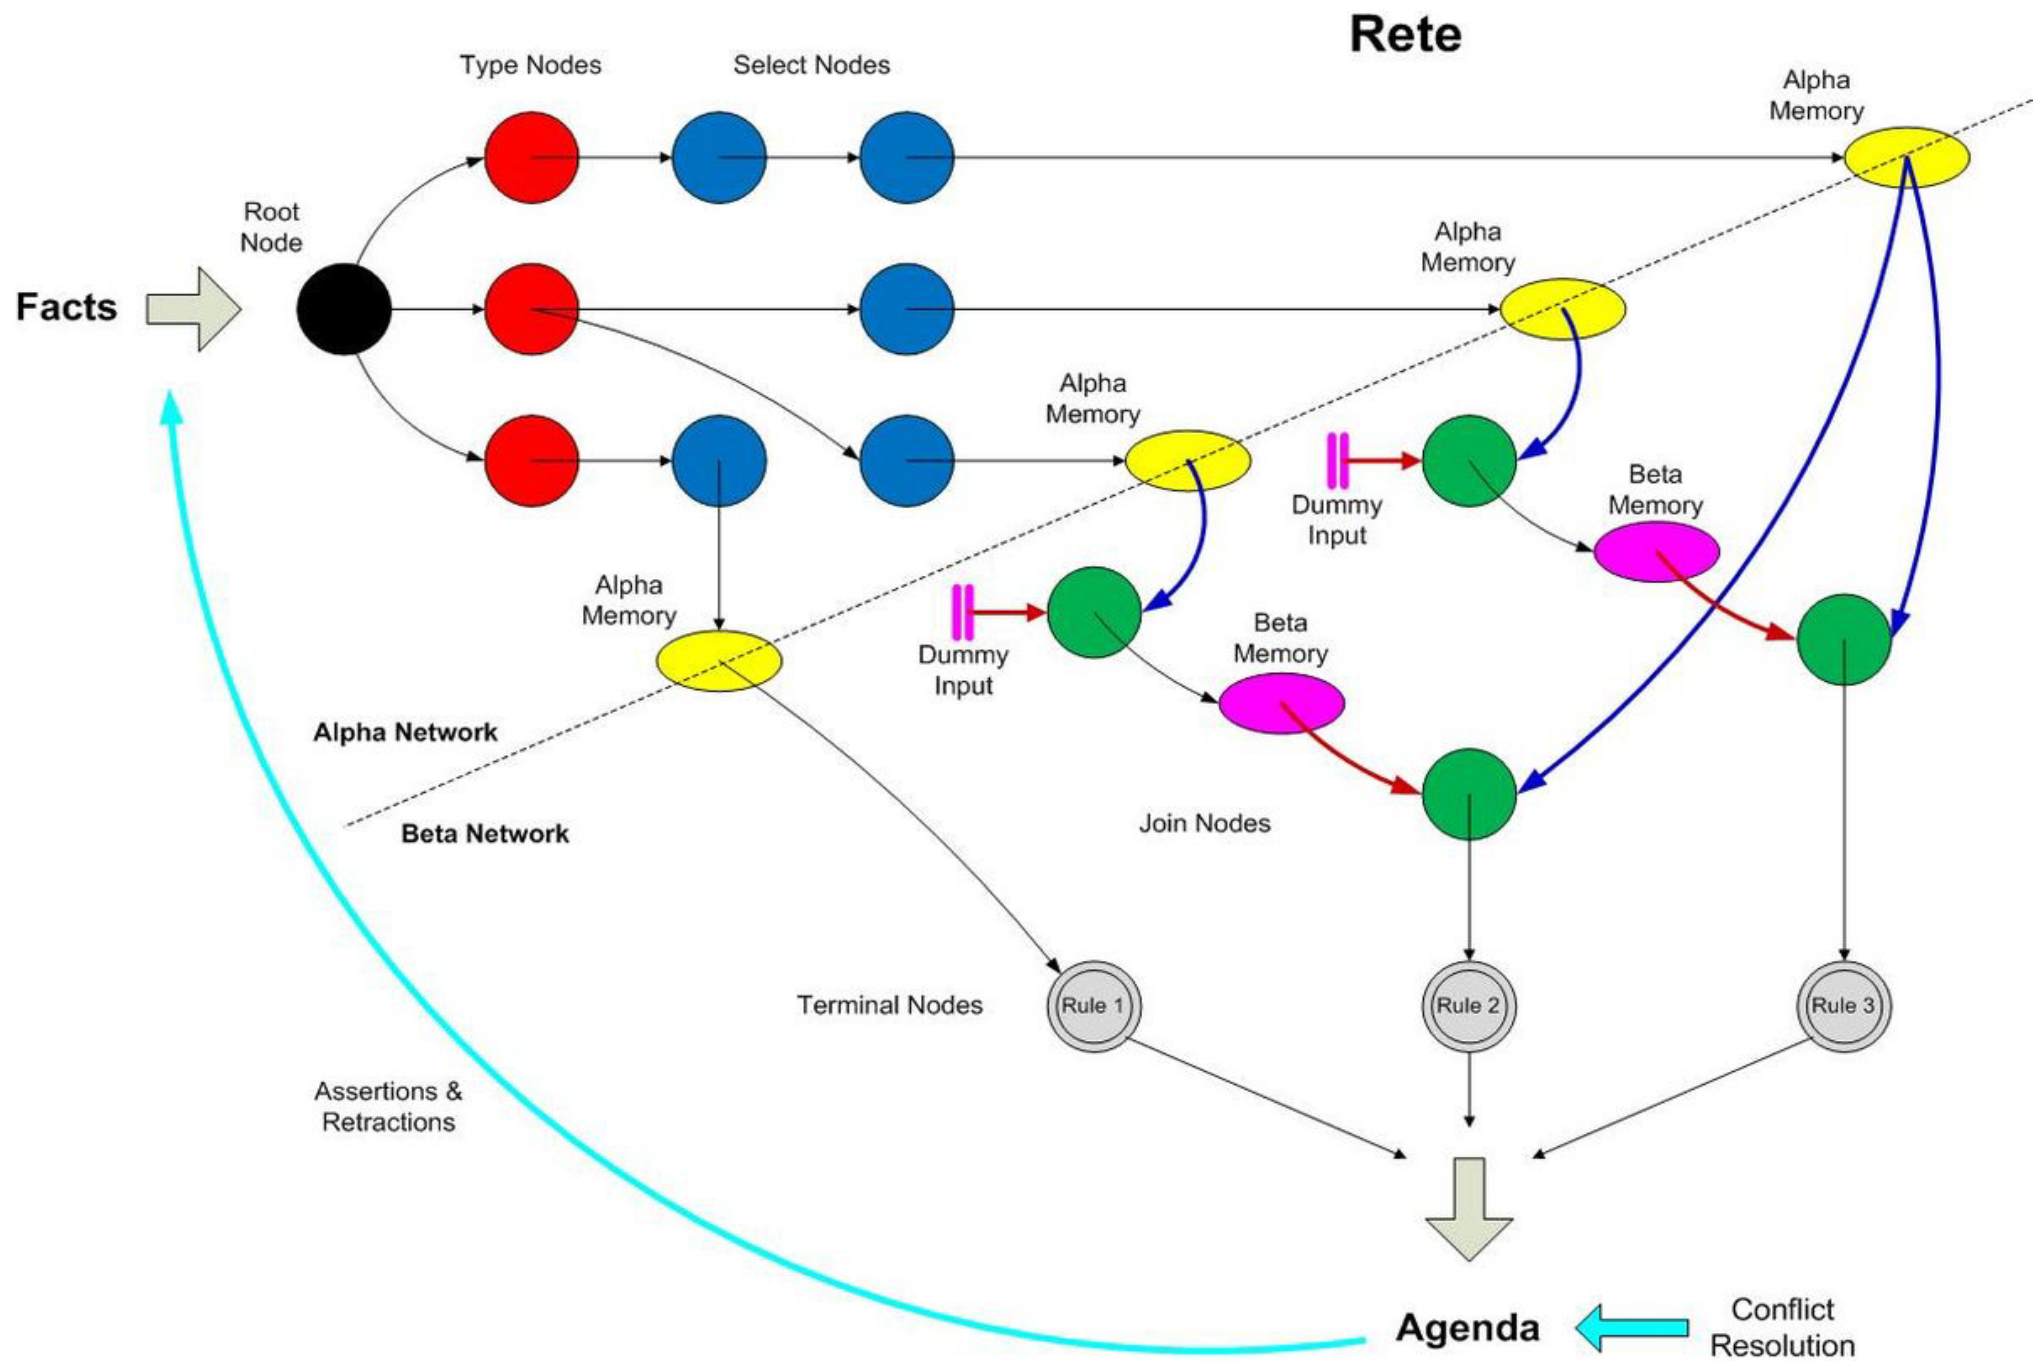 Rete
Type Nodes
Select Nodes
Alpha
Memory
Root
Node
Alpha
Memory
Facts
Alpha
Memory
Dummy
Input
Beta
Memory
Alpha
Memory
Dummy
Input
Beta
Memory
Alpha Network
Beta Network
Join Nodes
Terminal Nodes
Rule 1
Rule 2
Rule 3
Assertions &
Retractions
Agenda
Conflict
Resolution